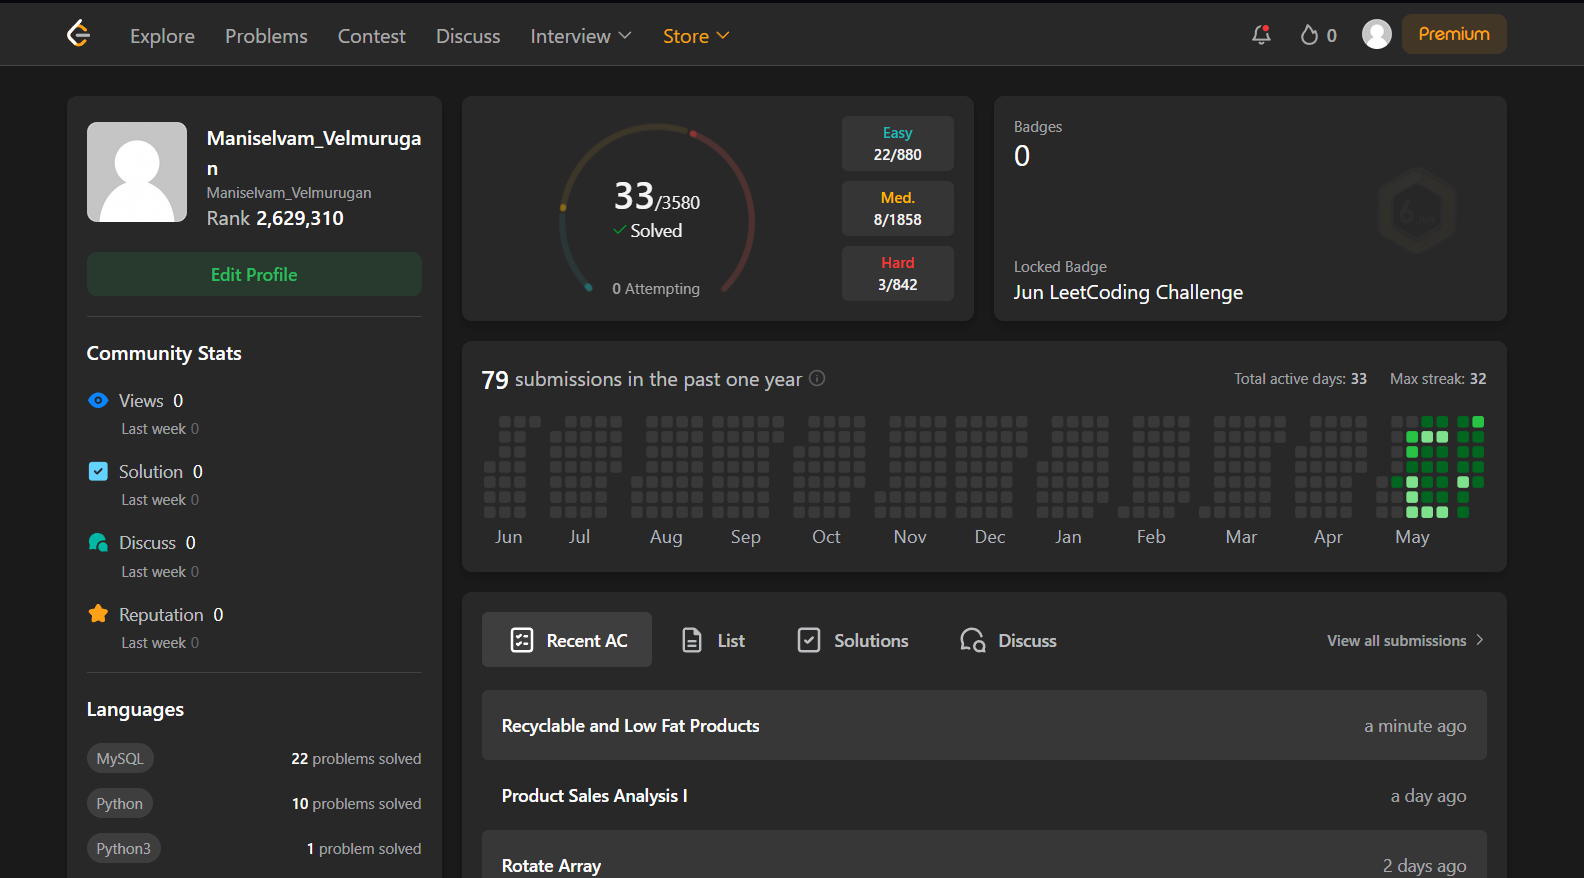 Explore Problems Contest Discuss Interview Store 0 Premium
Maniselvam_Velmuruga
n
Maniselvam_Velmurugan
Rank 2,629,310
Edit Profile
Community Stats
Views 0
Last week 0
Solution 0
Last week 0
Discuss 0
Last week 0
Reputation 0
Last week 0
Languages
MySQL 22 problems solved
Python 10 problems solved
Python3 1 problem solved
33/3580
Solved
0 Attempting
Easy
22/880
Med.
8/1858
Hard
3/842
Badges
0
Locked Badge
Jun LeetCoding Challenge
79 submissions in the past one year Total active days: 33 Max streak: 32
Jun Jul Aug Sep Oct Nov Dec Jan Feb Mar Apr May
Recent AC List Solutions Discuss View all submissions
Recyclable and Low Fat Products a minute ago
Product Sales Analysis I a day ago
Rotate Array 2 days ago